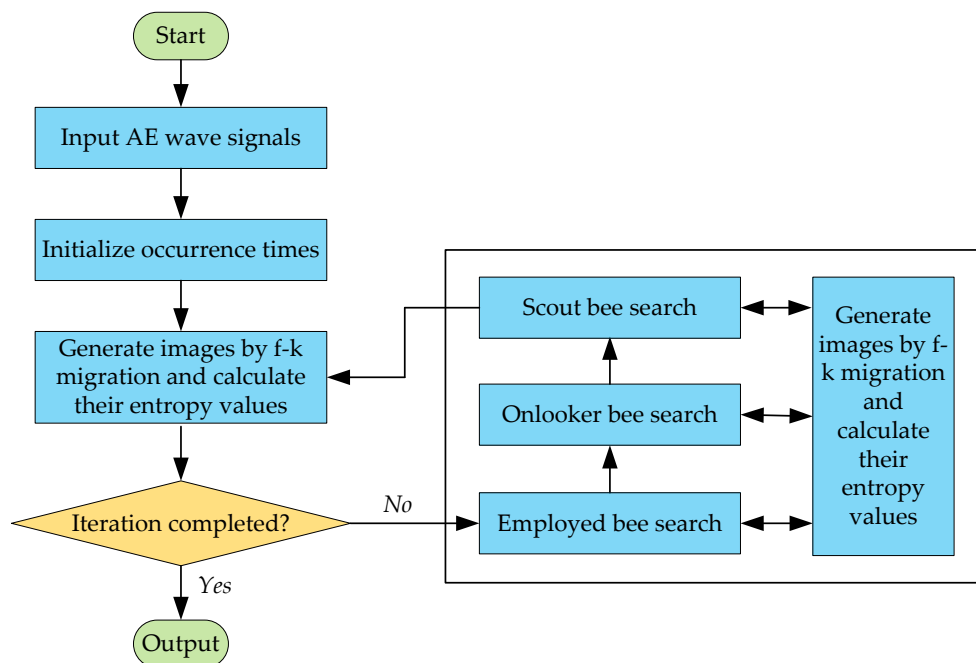 Start
Input AE wave signals
Initialize occurrence times
Generate images by f-k
migration and calculate
their entropy values
Iteration completed?
No
Yes
Output
Scout bee search
Onlooker bee search
Employed bee search
Generate
images by f-
k migration
and
calculate
their
entropy
values